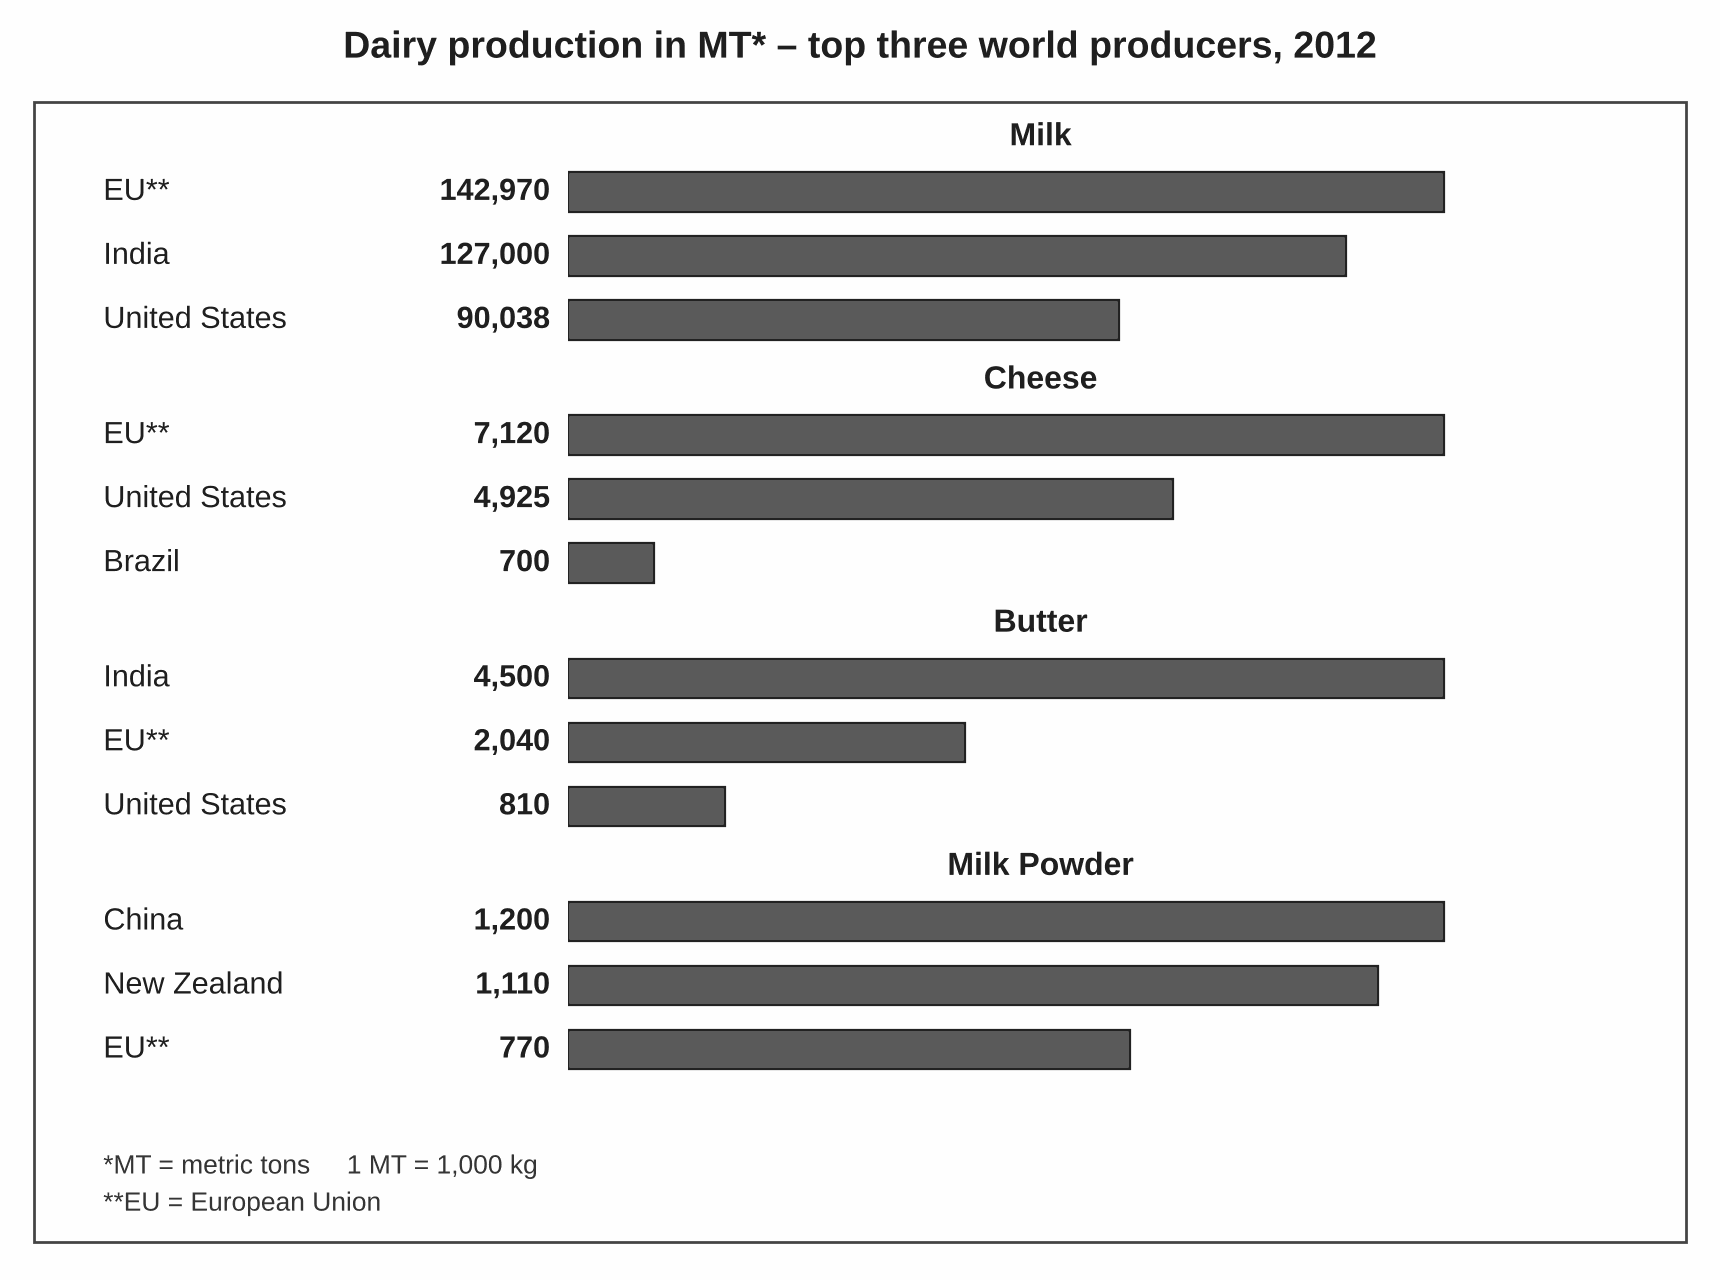 Dairy production in MT* – top three world producers, 2012
Milk
EU** 142,970
India 127,000
United States 90,038
Cheese
EU** 7,120
United States 4,925
Brazil 700
Butter
India 4,500
EU** 2,040
United States 810
Milk Powder
China 1,200
New Zealand 1,110
EU** 770
*MT = metric tons 1 MT = 1,000 kg
**EU = European Union